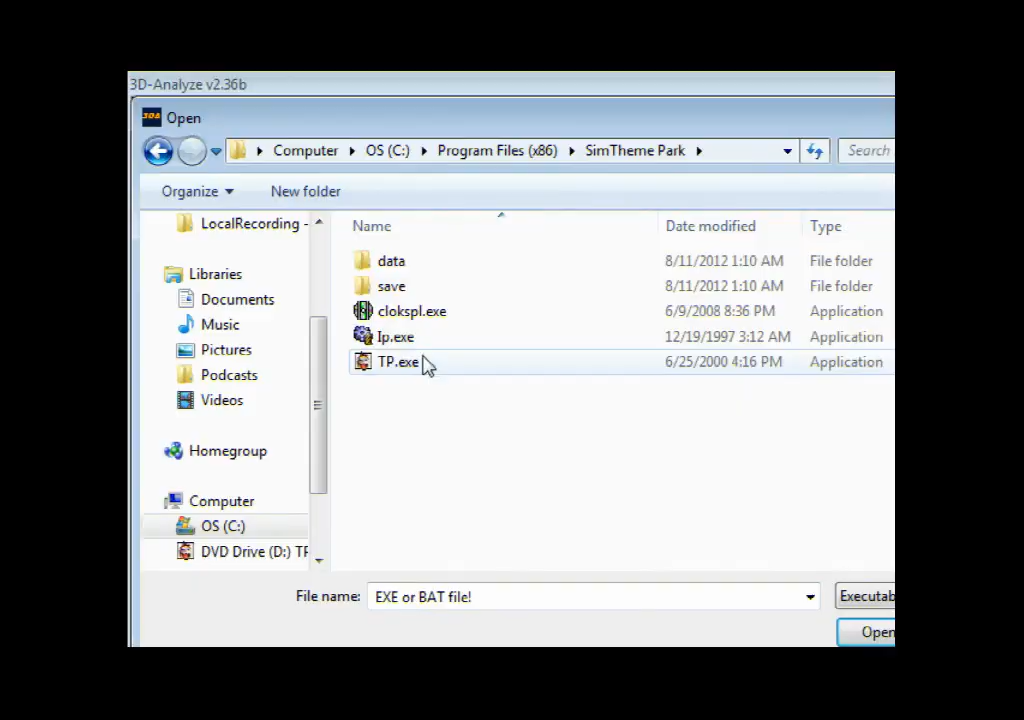 3D-Analyze v2.36b
Open
Computer OS (C:) Program Files (x86) SimTheme Park Search
Organize New folder
LocalRecording -
Libraries
Documents
Music
Pictures
Podcasts
Videos
Homegroup
Computer
OS (C:)
DVD Drive (D:) TP
Name Date modified Type
data 8/11/2012 1:10 AM File folder
save 8/11/2012 1:10 AM File folder
clokspl.exe 6/9/2008 8:36 PM Application
Ip.exe 12/19/1997 3:12 AM Application
TP.exe 6/25/2000 4:16 PM Application
File name: EXE or BAT file! Executab
Open